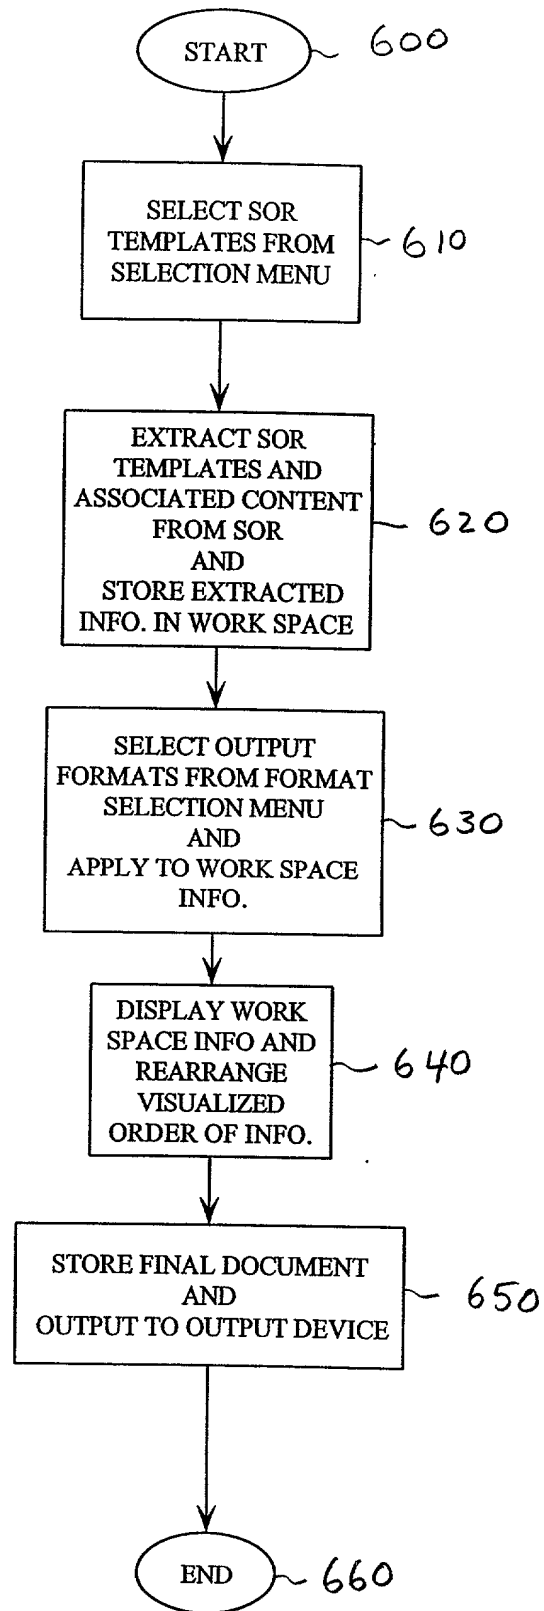 START
600
SELECT SOR
TEMPLATES FROM
SELECTION MENU
610
EXTRACT SOR
TEMPLATES AND
ASSOCIATED CONTENT
FROM SOR
AND
STORE EXTRACTED
INFO. IN WORK SPACE
620
SELECT OUTPUT
FORMATS FROM FORMAT
SELECTION MENU
AND
APPLY TO WORK SPACE
INFO.
630
DISPLAY WORK
SPACE INFO AND
REARRANGE
VISUALIZED
ORDER OF INFO.
640
STORE FINAL DOCUMENT
AND
OUTPUT TO OUTPUT DEVICE
650
END
660